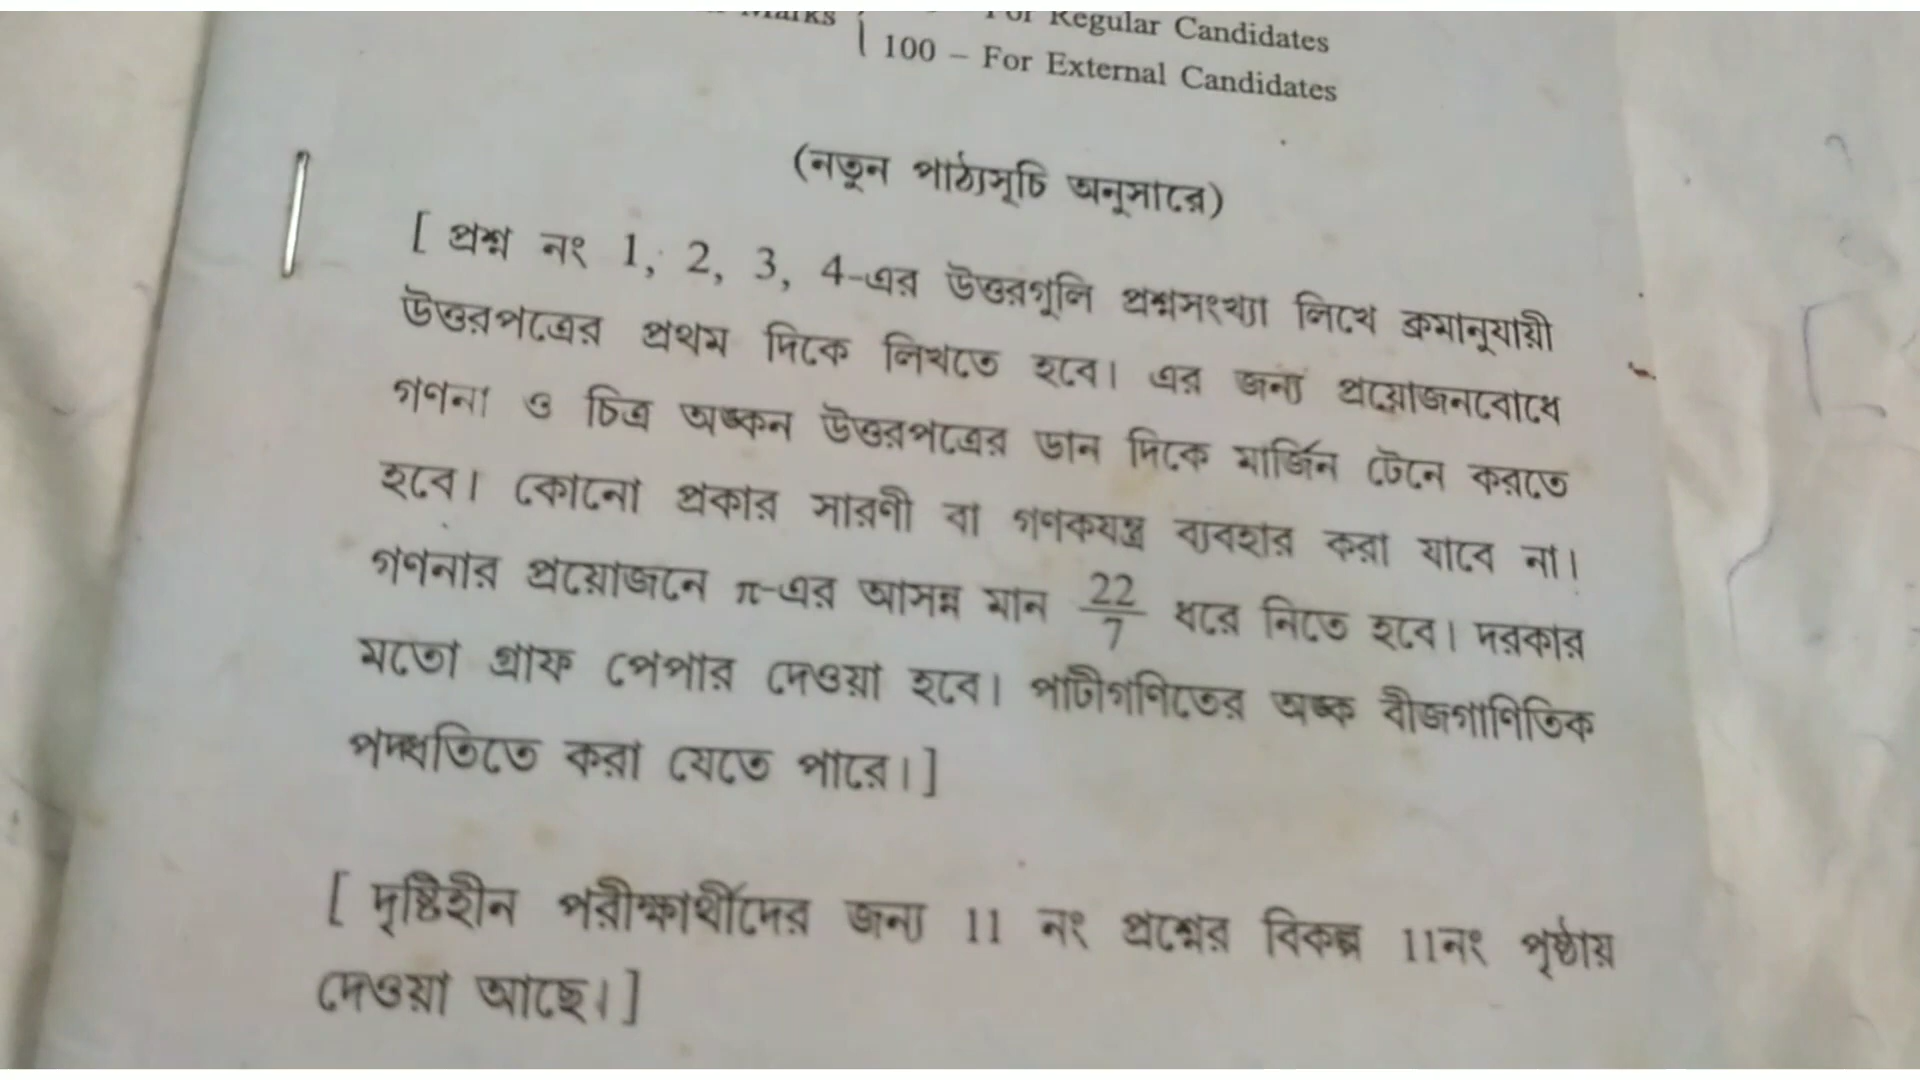 Marks
For Regular Candidates
100 – For External Candidates
(নতুন পাঠ্যসূচি অনুসারে)
[ প্রশ্ন নং 1, 2, 3, 4-এর উত্তরগুলি প্রশ্নসংখ্যা লিখে ক্রমানুযায়ী
উত্তরপত্রের প্রথম দিকে লিখতে হবে। এর জন্য প্রয়োজনবোধে
গণনা ও চিত্র অঙ্কন উত্তরপত্রের ডান দিকে মার্জিন টেনে করতে
হবে। কোনো প্রকার সারণী বা গণকযন্ত্র ব্যবহার করা যাবে না।
গণনার প্রয়োজনে π-এর আসন্ন মান 22/7 ধরে নিতে হবে। দরকার
মতো গ্রাফ পেপার দেওয়া হবে। পাটীগণিতের অঙ্ক বীজগাণিতিক
পদ্ধতিতে করা যেতে পারে।]
[ দৃষ্টিহীন পরীক্ষার্থীদের জন্য 11 নং প্রশ্নের বিকল্প 11নং পৃষ্ঠায়
দেওয়া আছে।]